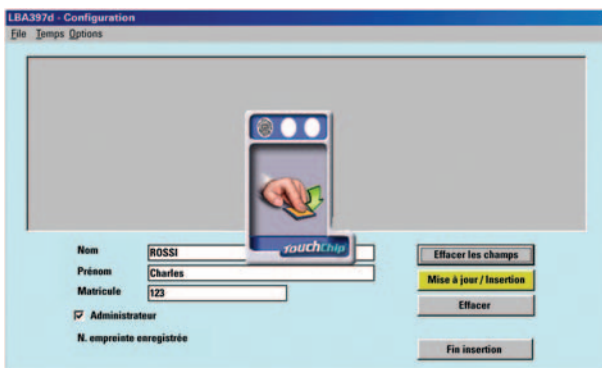 LBA397d - Configuration
File Temps Options
TouchChip
Nom ROSSI
Effacer les champs
Prénom Charles
Mise à jour / Insertion
Matricule 123
Effacer
Administrateur
N. empreinte enregistrée
Fin insertion